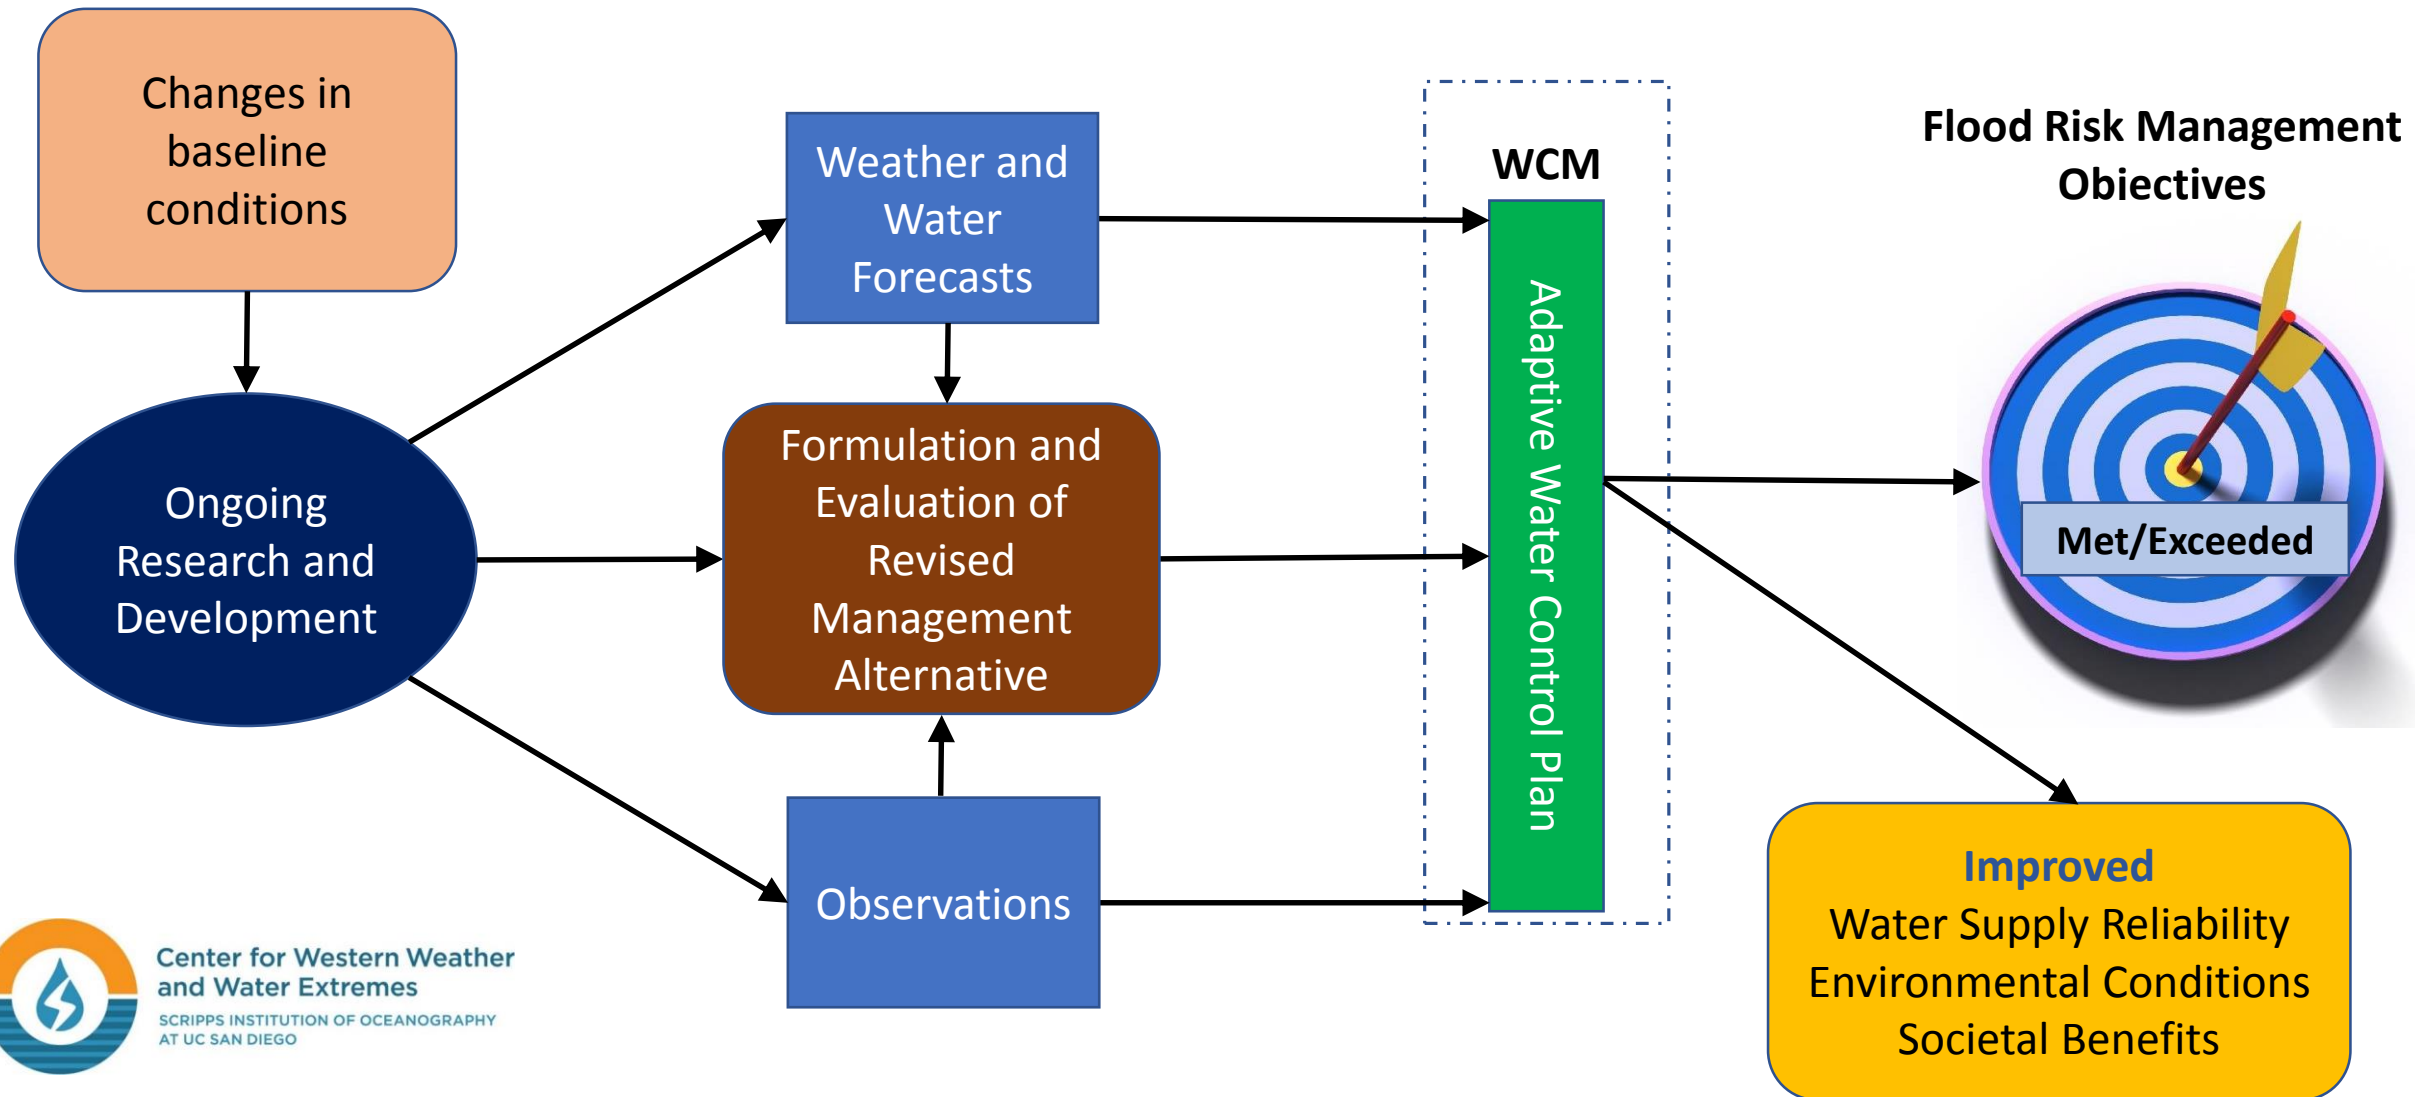 Changes in
baseline
conditions
Ongoing
Research and
Development
Weather and
Water
Forecasts
Formulation and
Evaluation of
Revised
Management
Alternative
Observations
WCM
Adaptive Water Control Plan
Flood Risk Management
Objectives
Met/Exceeded
Improved
Water Supply Reliability
Environmental Conditions
Societal Benefits
Center for Western Weather
and Water Extremes
SCRIPPS INSTITUTION OF OCEANOGRAPHY
AT UC SAN DIEGO